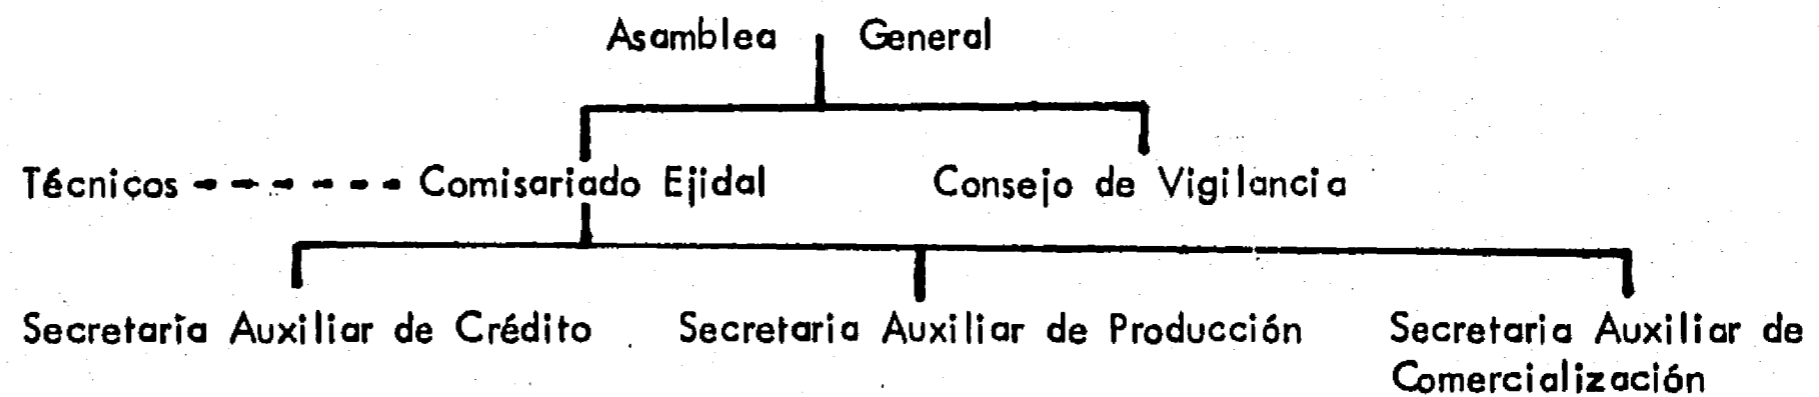 Asamblea General
Técnicos Comisariado Ejidal Consejo de Vigilancia
Secretaría Auxiliar de Crédito Secretaria Auxiliar de Producción Secretaria Auxiliar de
Comercialización